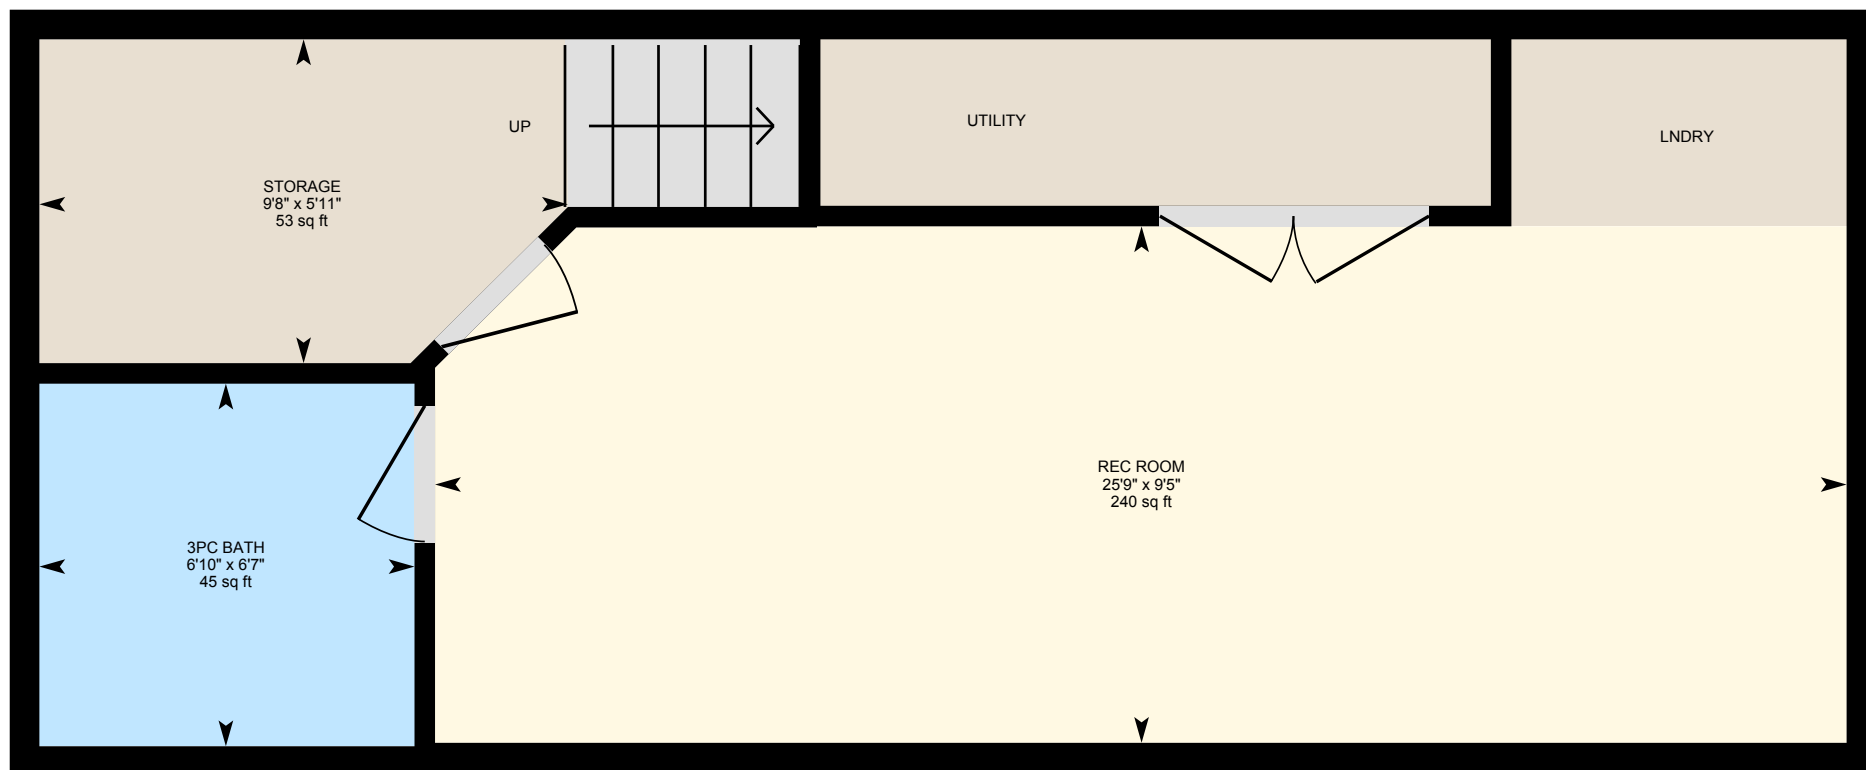 UP
STORAGE
9'8" x 5'11"
53 sq ft
UTILITY
LNDRY
3PC BATH
6'10" x 6'7"
45 sq ft
REC ROOM
25'9" x 9'5"
240 sq ft